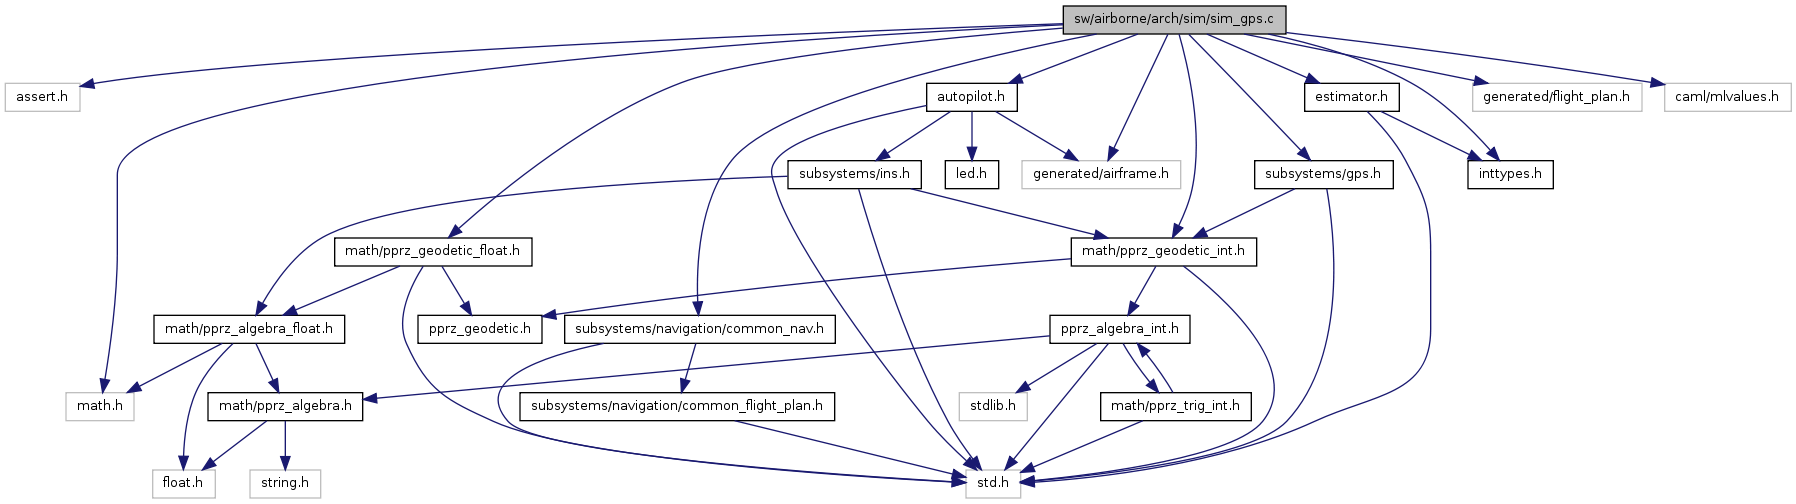 sw/airborne/arch/sim/sim_gps.c
assert.h
autopilot.h
estimator.h
generated/flight_plan.h
caml/mlvalues.h
subsystems/ins.h
led.h
generated/airframe.h
subsystems/gps.h
inttypes.h
math/pprz_geodetic_float.h
math/pprz_geodetic_int.h
math/pprz_algebra_float.h
pprz_geodetic.h
subsystems/navigation/common_nav.h
pprz_algebra_int.h
math.h
math/pprz_algebra.h
subsystems/navigation/common_flight_plan.h
stdlib.h
math/pprz_trig_int.h
float.h
string.h
std.h